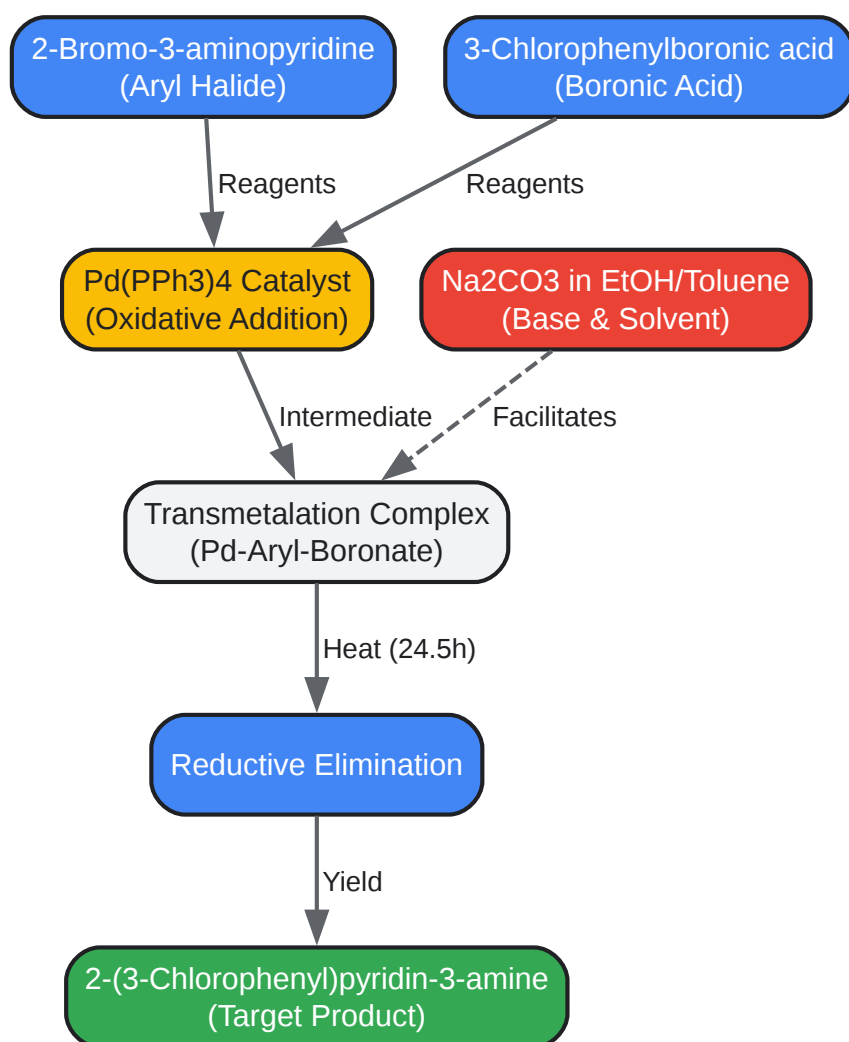 2-Bromo-3-aminopyridine
(Aryl Halide)
3-Chlorophenylboronic acid
(Boronic Acid)
Reagents
Reagents
Pd(PPh3)4 Catalyst
(Oxidative Addition)
Na2CO3 in EtOH/Toluene
(Base & Solvent)
Intermediate
Facilitates
Transmetalation Complex
(Pd-Aryl-Boronate)
Heat (24.5h)
Reductive Elimination
Yield
2-(3-Chlorophenyl)pyridin-3-amine
(Target Product)